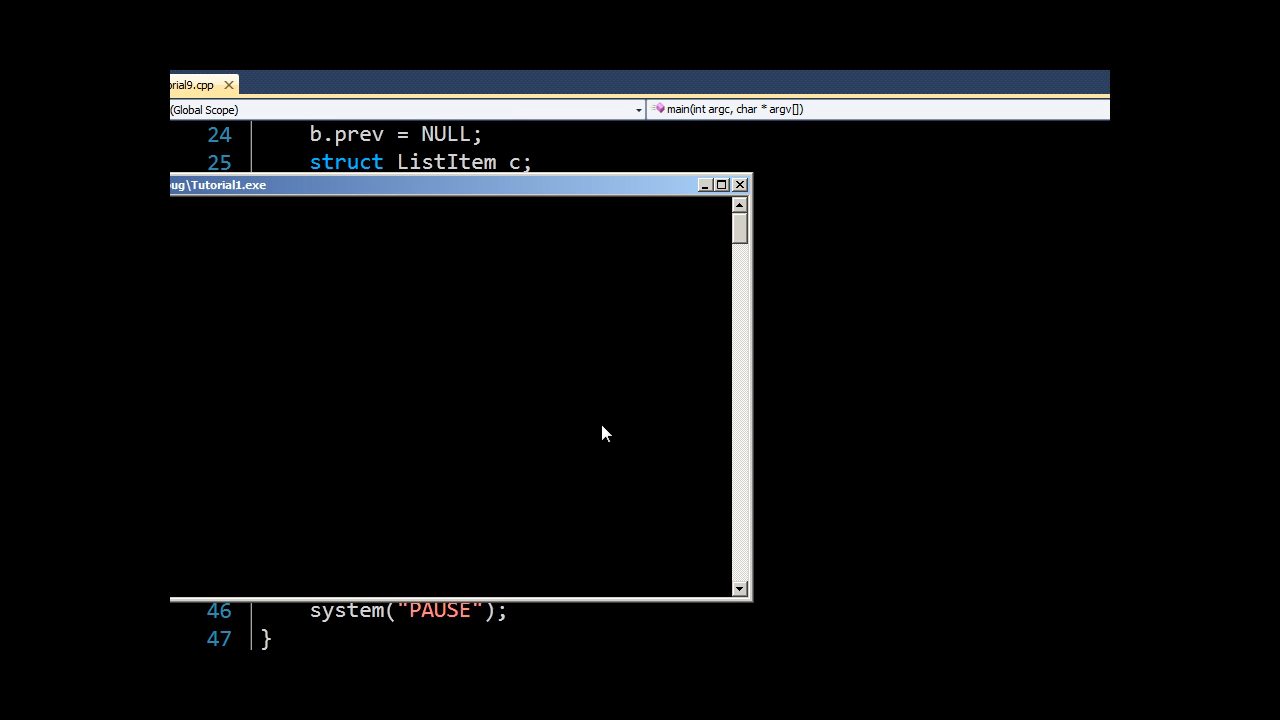 orial9.cpp
(Global Scope) main(int argc, char * argv[])
24 b.prev = NULL;
25 struct ListItem c;
ug\Tutorial1.exe
46 system("PAUSE");
47 }